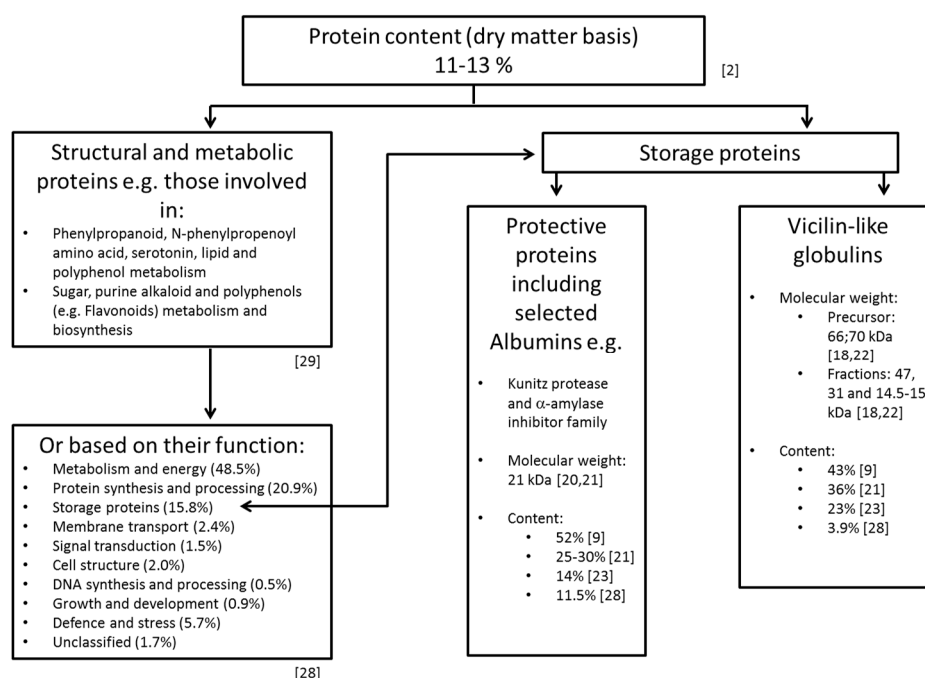 Protein content (dry matter basis)
11-13 %
[2]
Structural and metabolic
proteins e.g. those involved
in:
• Phenylpropanoid, N-phenylpropenoyl
amino acid, serotonin, lipid and
polyphenol metabolism
• Sugar, purine alkaloid and polyphenols
(e.g. Flavonoids) metabolism and
biosynthesis
[29]
Or based on their function:
• Metabolism and energy (48.5%)
• Protein synthesis and processing (20.9%)
• Storage proteins (15.8%)
• Membrane transport (2.4%)
• Signal transduction (1.5%)
• Cell structure (2.0%)
• DNA synthesis and processing (0.5%)
• Growth and development (0.9%)
• Defence and stress (5.7%)
• Unclassified (1.7%)
[28]
Storage proteins
Protective
proteins
including
selected
Albumins e.g.
• Kunitz protease
and α-amylase
inhibitor family
• Molecular weight:
21 kDa [20,21]
• Content:
• 52% [9]
• 25-30% [21]
• 14% [23]
• 11.5% [28]
Vicilin-like
globulins
• Molecular weight:
• Precursor:
66;70 kDa
[18,22]
• Fractions: 47,
31 and 14.5-15
kDa [18,22]
• Content:
• 43% [9]
• 36% [21]
• 23% [23]
• 3.9% [28]